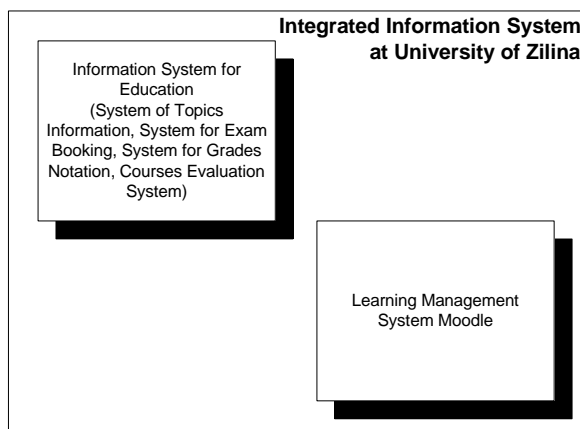 Integrated Information System
at University of Zilina
Information System for
Education
(System of Topics
Information, System for Exam
Booking, System for Grades
Notation, Courses Evaluation
System)
Learning Management
System Moodle